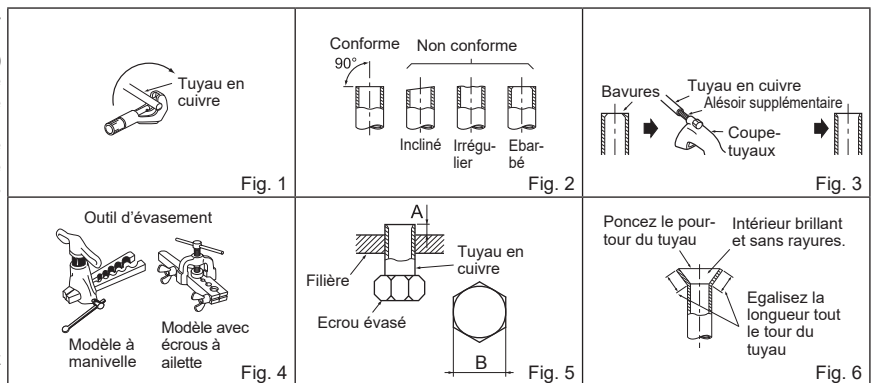 Tuyau en
cuivre
Fig. 1
Conforme
Non conforme
90°
Incliné
Irrégu-
lier
Ebar-
bé
Fig. 2
Bavures
Tuyau en cuivre
Alésoir supplémentaire
Coupe-
tuyaux
Fig. 3
Outil d'évasement
Modèle à
manivelle
Modèle avec
écrous à
ailette
Fig. 4
A
Filière
Tuyau en
cuivre
Ecrou évasé
B
Fig. 5
Poncez le pour-
tour du tuyau
Intérieur brillant
et sans rayures.
Egalisez la
longueur tout
le tour du
tuyau
Fig. 6